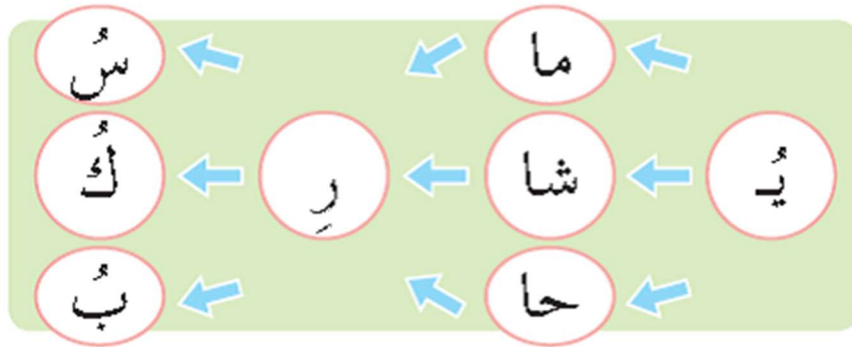 ما سُ
يُـ شا رِ كُ
حا بُ